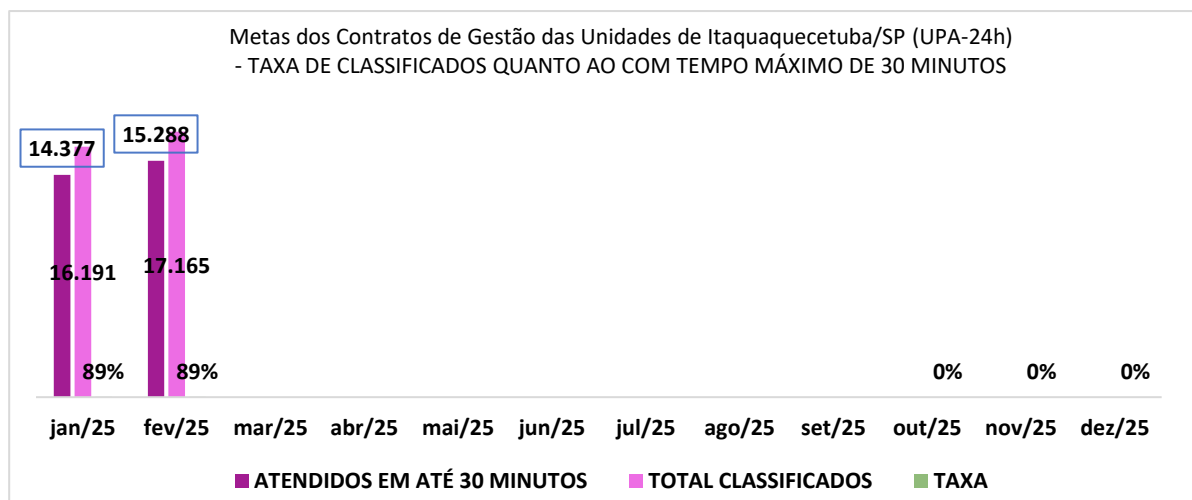 Metas dos Contratos de Gestão das Unidades de Itaquaquecetuba/SP (UPA-24h)
- TAXA DE CLASSIFICADOS QUANTO AO COM TEMPO MÁXIMO DE 30 MINUTOS
14.377
15.288
16.191
17.165
89%
89%
0%
0%
0%
jan/25
fev/25
mar/25
abr/25
mai/25
jun/25
jul/25
ago/25
set/25
out/25
nov/25
dez/25
ATENDIDOS EM ATÉ 30 MINUTOS
TOTAL CLASSIFICADOS
TAXA